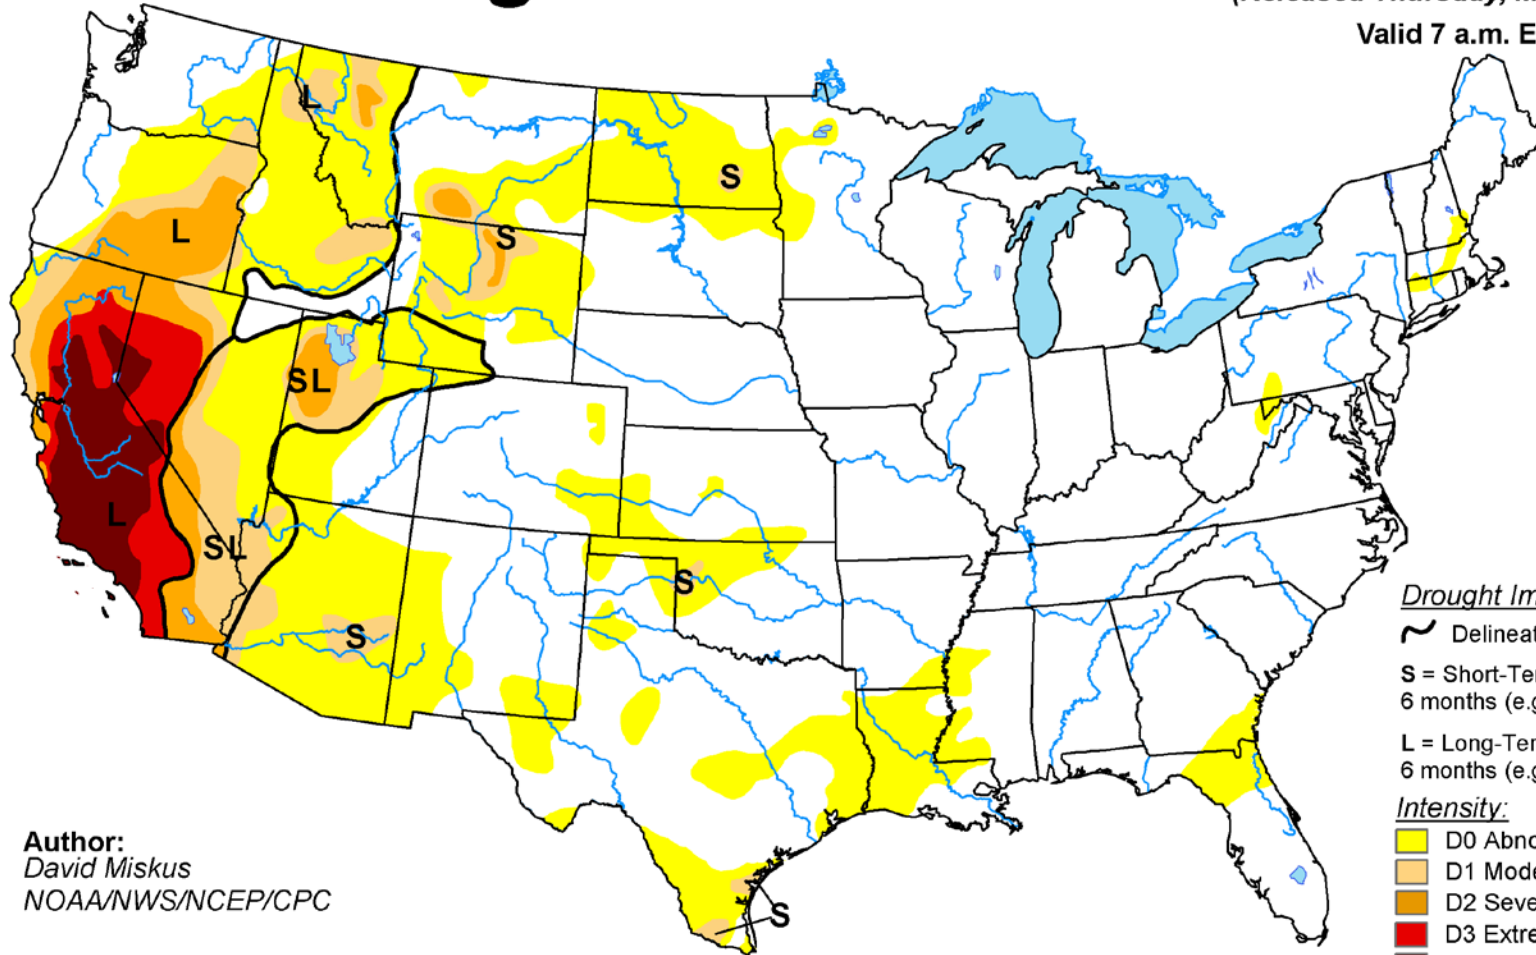 Valid 7 a.m. E
L
S
L
S
SL
L
SL
S
S
S
Drought Im
Delineat
S = Short-Ter
6 months (e.g
L = Long-Ter
6 months (e.g
Intensity:
D0 Abno
D1 Mode
D2 Seve
D3 Extre
Author:
David Miskus
NOAA/NWS/NCEP/CPC